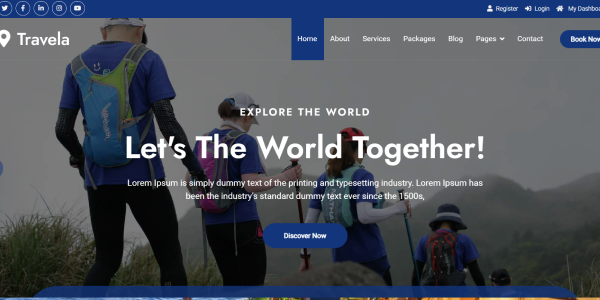 Register Login My Dashboa
Travela
Home About Services Packages Blog Pages Contact Book Now
EXPLORE THE WORLD
Let's The World Together!
Lorem Ipsum is simply dummy text of the printing and typesetting industry. Lorem Ipsum has
been the industry's standard dummy text ever since the 1500s,
Discover Now